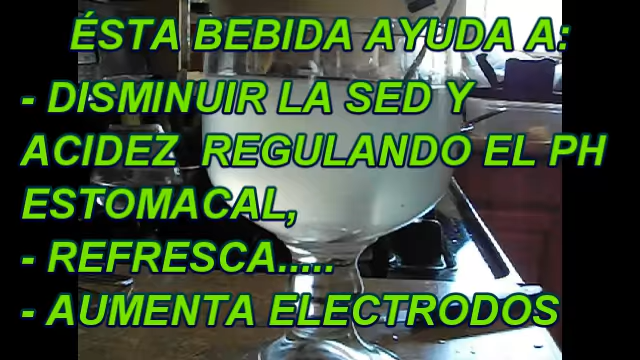 ÉSTA BEBIDA AYUDA A:
- DISMINUIR LA SED Y
ACIDEZ REGULANDO EL PH
ESTOMACAL,
- REFRESCA.....
- AUMENTA ELECTRODOS